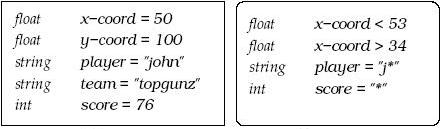 float x-coord = 50
float y-coord = 100
string player = "john"
string team = "topgunz"
int score = 76
float x-coord < 53
float x-coord > 34
string player = "j*"
int score = "*"